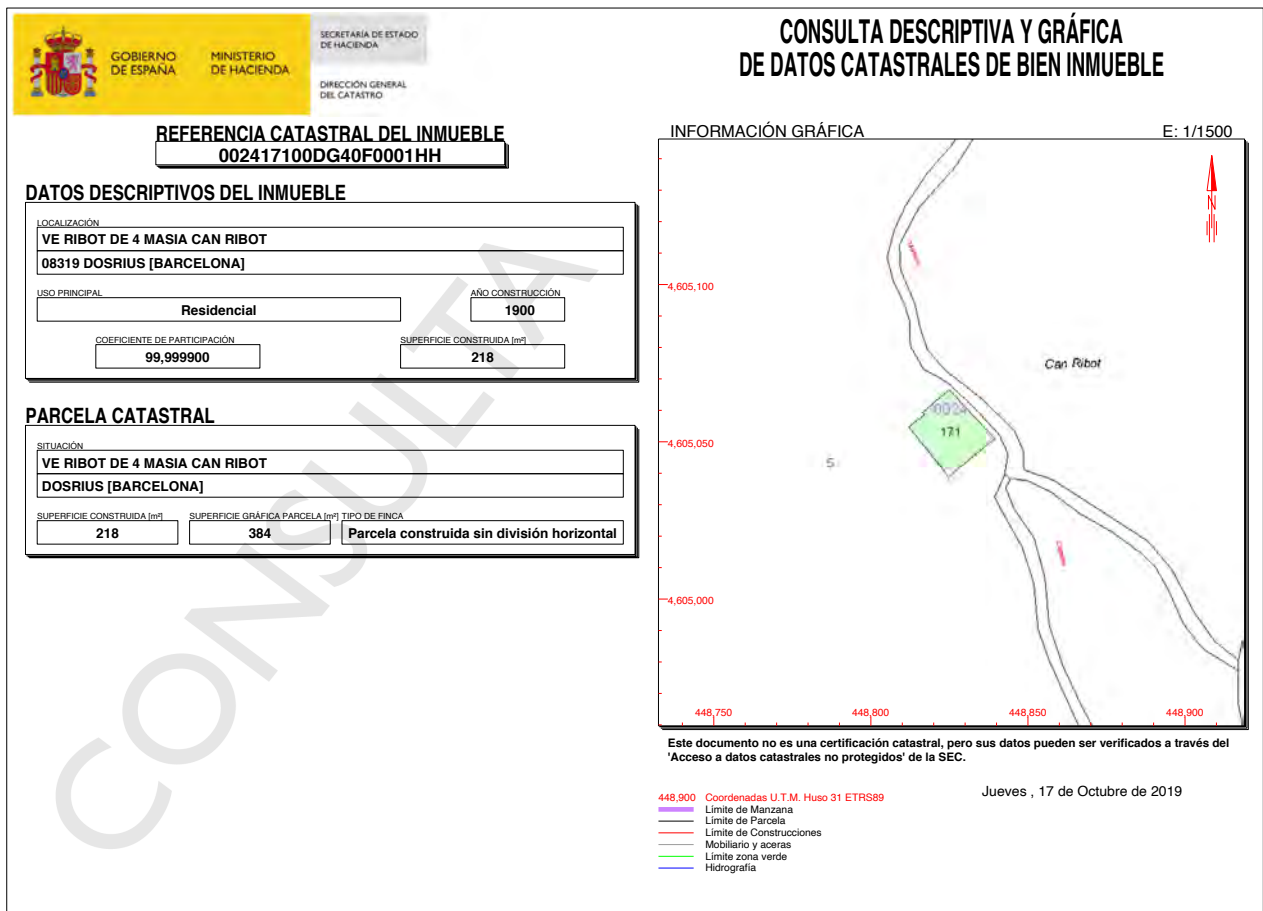 GOBIERNO
DE ESPAÑA
MINISTERIO
DE HACIENDA
SECRETARÍA DE ESTADO
DE HACIENDA
DIRECCIÓN GENERAL
DEL CATASTRO
CONSULTA DESCRIPTIVA Y GRÁFICA
DE DATOS CATASTRALES DE BIEN INMUEBLE
REFERENCIA CATASTRAL DEL INMUEBLE
002417100DG40F0001HH
DATOS DESCRIPTIVOS DEL INMUEBLE
LOCALIZACIÓN
VE RIBOT DE 4 MASIA CAN RIBOT
08319 DOSRIUS [BARCELONA]
USO PRINCIPAL
Residencial
AÑO CONSTRUCCIÓN
1900
COEFICIENTE DE PARTICIPACIÓN
99,999900
SUPERFICIE CONSTRUIDA [m²]
218
PARCELA CATASTRAL
SITUACIÓN
VE RIBOT DE 4 MASIA CAN RIBOT
DOSRIUS [BARCELONA]
SUPERFICIE CONSTRUIDA [m²]
218
SUPERFICIE GRÁFICA PARCELA [m²]
384
TIPO DE FINCA
Parcela construida sin división horizontal
CONSULTA
INFORMACIÓN GRÁFICA
E: 1/1500
N
4,605,100
Can Ribot
0024
171
4,605,050
5
4,605,000
448,750
448,800
448,850
448,900
Este documento no es una certificación catastral, pero sus datos pueden ser verificados a través del
'Acceso a datos catastrales no protegidos' de la SEC.
Jueves , 17 de Octubre de 2019
448,900 Coordenadas U.T.M. Huso 31 ETRS89
Límite de Manzana
Límite de Parcela
Límite de Construcciones
Mobiliario y aceras
Límite zona verde
Hidrografía